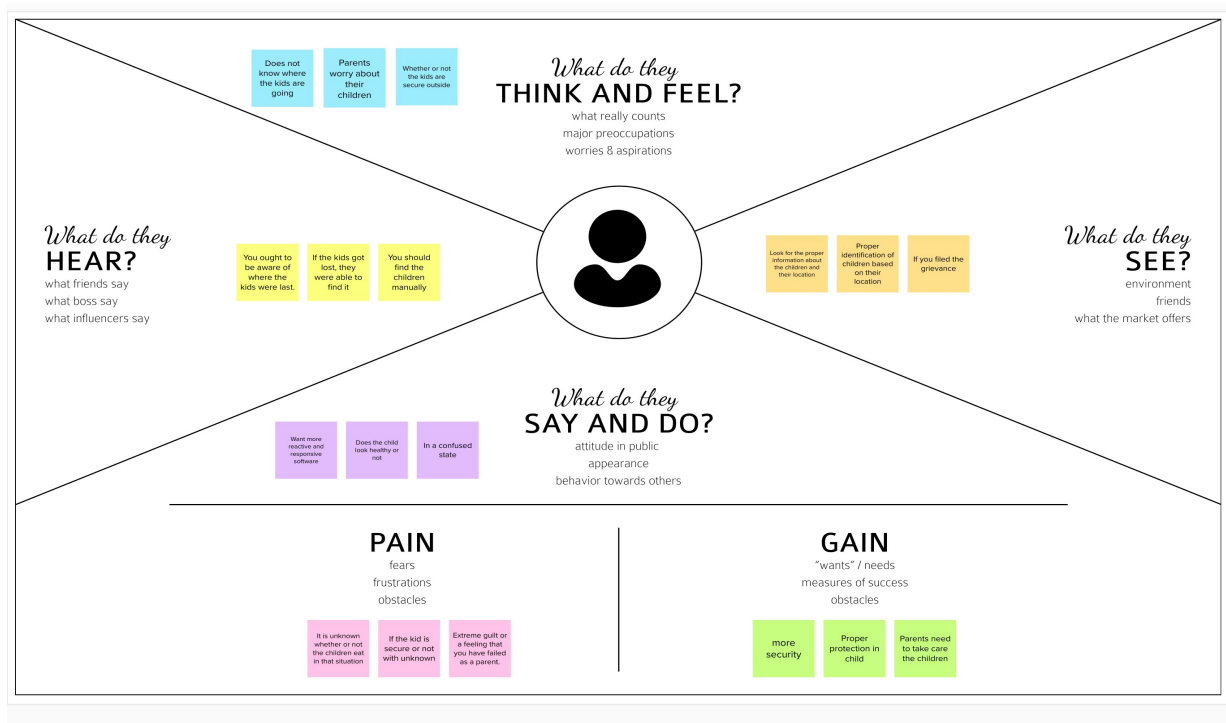 Does not
know where
the kids are
going
Parents
worry about
their
children
Whether or not
the kids are
secure outside
What do they
THINK AND FEEL?
what really counts
major preoccupations
worries & aspirations
What do they
HEAR?
what friends say
what boss say
what influencers say
You ought to
be aware of
where the
kids were last.
If the kids got
lost, they
were able to
find it
You should
find the
children
manually
Look for the proper
information about
the children and
their location
Proper
identification of
children based
on their
location
If you filed the
grievance
What do they
SEE?
environment
friends
what the market offers
What do they
SAY AND DO?
attitude in public
appearance
behavior towards others
Want more
reactive and
responsive
software
Does the child
look healthy or
not
In a confused
state
PAIN
fears
frustrations
obstacles
It is unknown
whether or not
the children eat
in that situation
If the kid is
secure or not
with unknown
Extreme guilt or
a feeling that
you have failed
as a parent.
GAIN
"wants" / needs
measures of success
obstacles
more
security
Proper
protection in
child
Parents need
to take care
the children